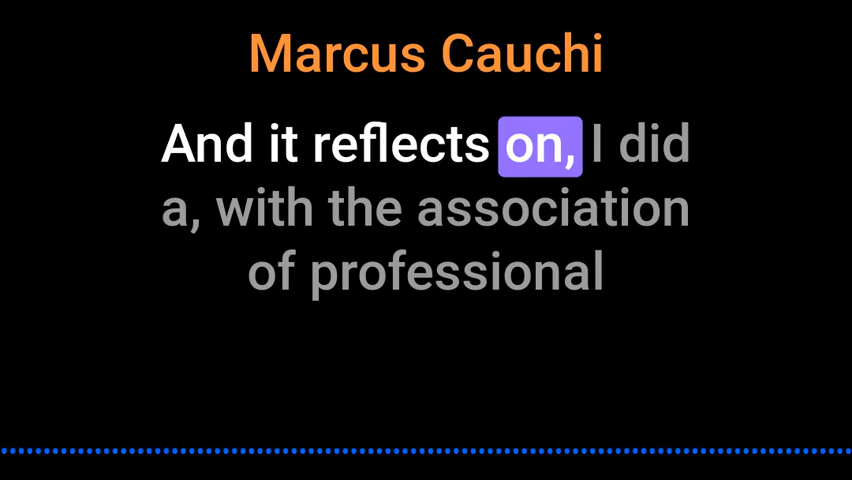 Marcus Cauchi
And it reflects on, I did
a, with the association
of professional